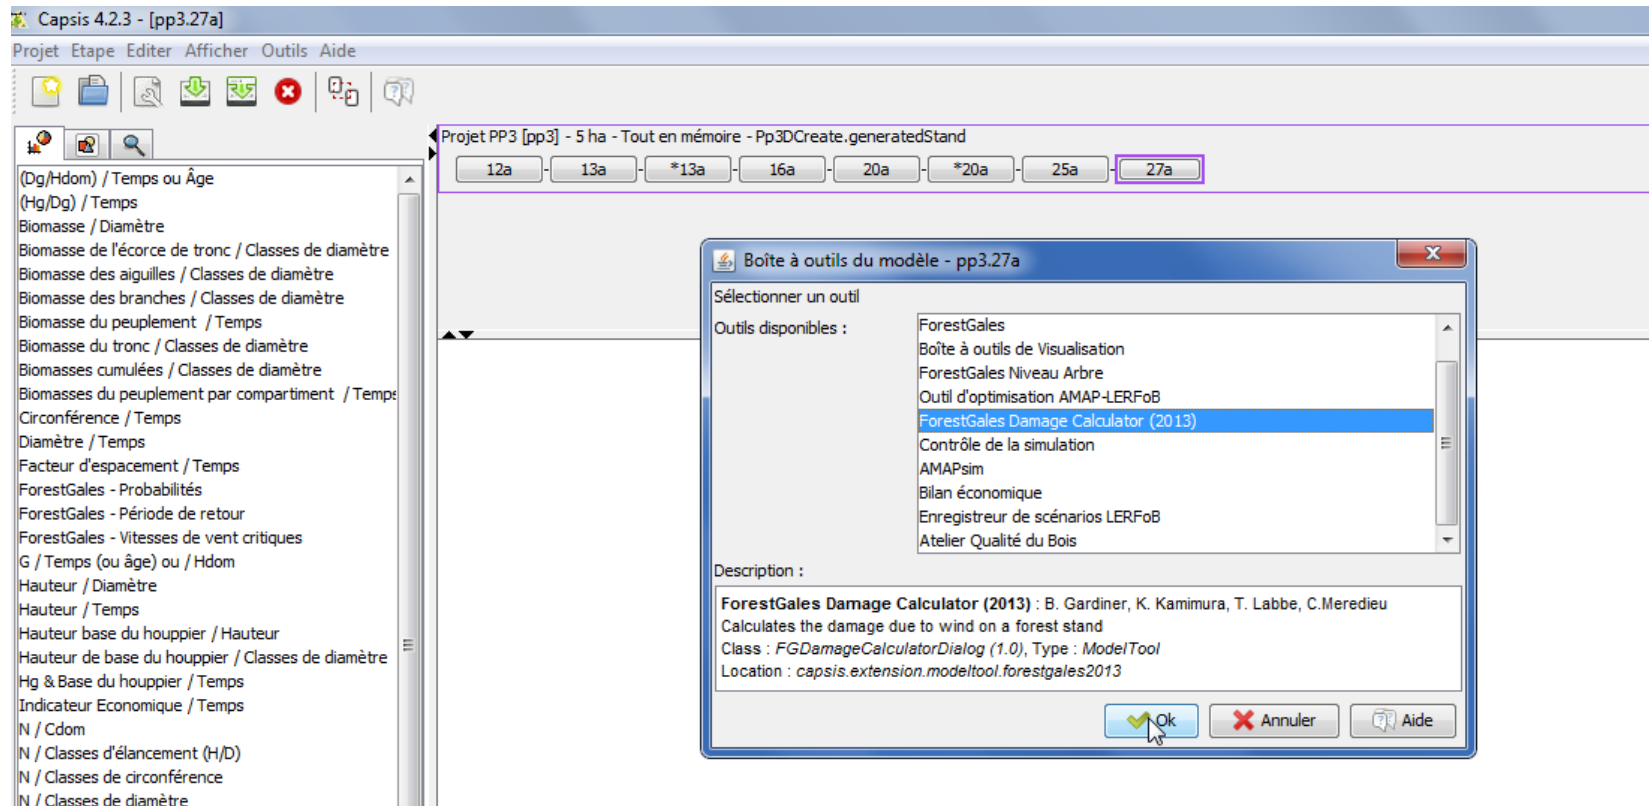 Capsis 4.2.3 - [pp3.27a]
Projet Etape Editer Afficher Outils Aide
(Dg/Hdom) / Temps ou Âge
(Hg/Dg) / Temps
Biomasse / Diamètre
Biomasse de l'écorce de tronc / Classes de diamètre
Biomasse des aiguilles / Classes de diamètre
Biomasse des branches / Classes de diamètre
Biomasse du peuplement / Temps
Biomasse du tronc / Classes de diamètre
Biomasses cumulées / Classes de diamètre
Biomasses du peuplement par compartiment / Temps
Circonférence / Temps
Diamètre / Temps
Facteur d'espacement / Temps
ForestGales - Probabilités
ForestGales - Période de retour
ForestGales - Vitesses de vent critiques
G / Temps (ou âge) ou / Hdom
Hauteur / Diamètre
Hauteur / Temps
Hauteur base du houppier / Hauteur
Hauteur de base du houppier / Classes de diamètre
Hg & Base du houppier / Temps
Indicateur Economique / Temps
N / Cdom
N / Classes d'élancement (H/D)
N / Classes de circonférence
N / Classes de diamètre
Projet PP3 [pp3] - 5 ha - Tout en mémoire - Pp3DCreate.generatedStand
12a - 13a - *13a - 16a - 20a - *20a - 25a - 27a
Boîte à outils du modèle - pp3.27a
Sélectionner un outil
Outils disponibles :
ForestGales
Boîte à outils de Visualisation
ForestGales Niveau Arbre
Outil d'optimisation AMAP-LERFoB
ForestGales Damage Calculator (2013)
Contrôle de la simulation
AMAPsim
Bilan économique
Enregistreur de scénarios LERFoB
Atelier Qualité du Bois
Description :
ForestGales Damage Calculator (2013) : B. Gardiner, K. Kamimura, T. Labbe, C.Meredieu
Calculates the damage due to wind on a forest stand
Class : FGDamageCalculatorDialog (1.0), Type : ModelTool
Location : capsis.extension.modeltool.forestgales2013
Ok Annuler Aide